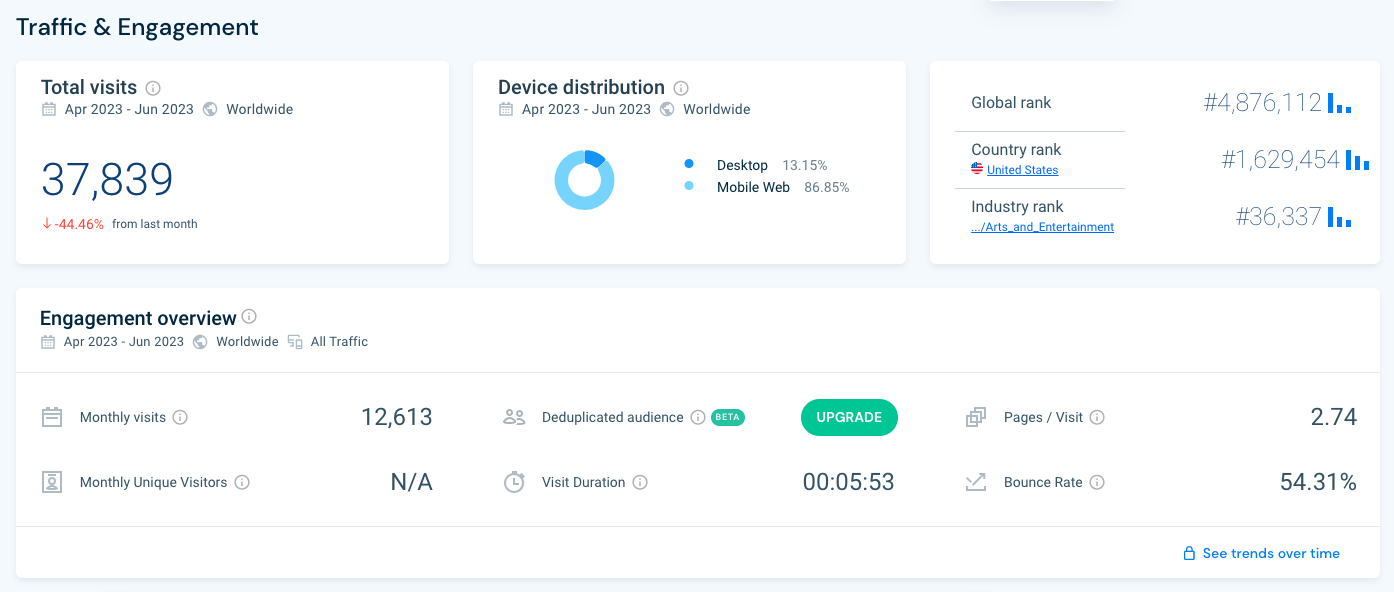 Traffic & Engagement
Total visits
Apr 2023 - Jun 2023 Worldwide
37,839
-44.46% from last month
Device distribution
Apr 2023 - Jun 2023 Worldwide
Desktop 13.15%
Mobile Web 86.85%
Global rank #4,876,112
Country rank #1,629,454
United States
Industry rank #36,337
.../Arts_and_Entertainment
Engagement overview
Apr 2023 - Jun 2023 Worldwide All Traffic
Monthly visits 12,613
Deduplicated audience BETA UPGRADE
Pages / Visit 2.74
Monthly Unique Visitors N/A
Visit Duration 00:05:53
Bounce Rate 54.31%
See trends over time